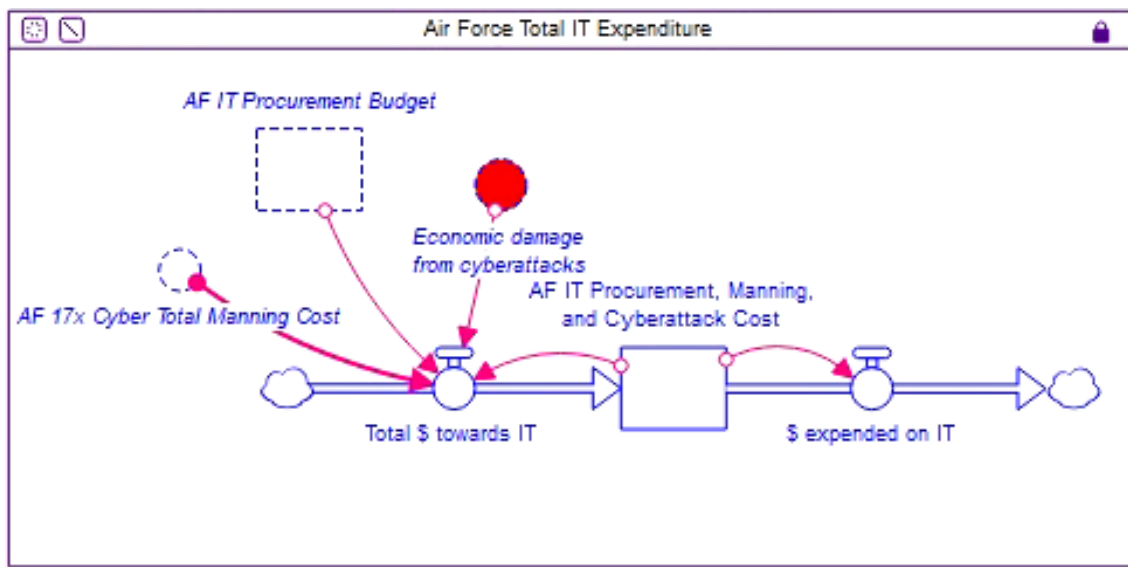 Air Force Total IT Expenditure
AF IT Procurement Budget
Economic damage
from cyberattacks
AF IT Procurement, Manning,
and Cyberattack Cost
AF 17x Cyber Total Manning Cost
Total $ towards IT
$ expended on IT